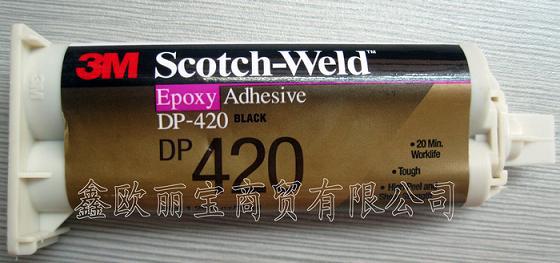 3M Scotch-Weld™
Epoxy Adhesive
DP-420 BLACK
DP 420
• 20 Min.
Worklife
• Tough
鑫欧丽宝商贸有限公司